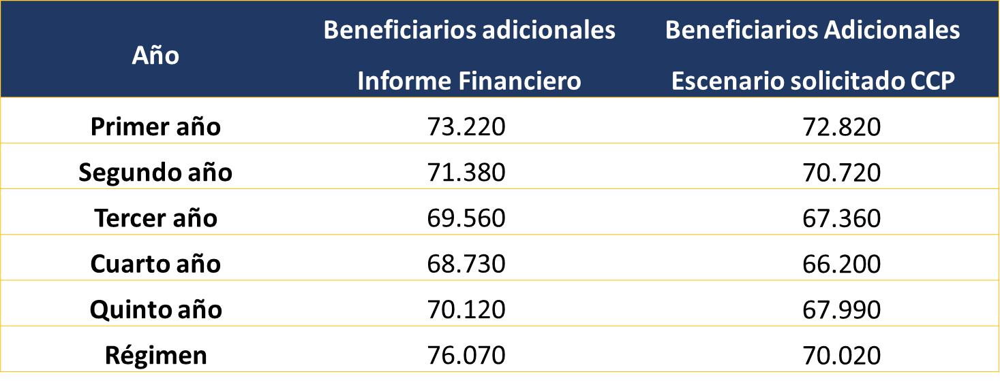 Año
Beneficiarios adicionales
Informe Financiero
Beneficiarios Adicionales
Escenario solicitado CCP
Primer año 73.220 72.820
Segundo año 71.380 70.720
Tercer año 69.560 67.360
Cuarto año 68.730 66.200
Quinto año 70.120 67.990
Régimen 76.070 70.020